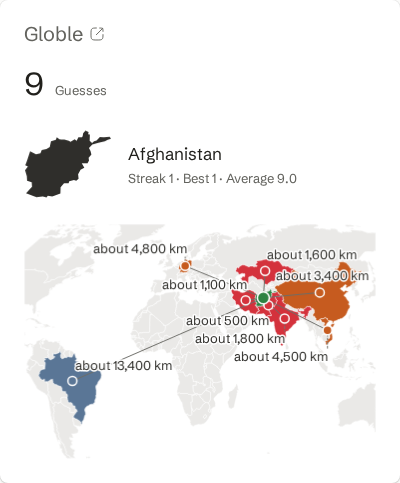 Globle
9 Guesses
Afghanistan
Streak 1 · Best 1 · Average 9.0
about 4,800 km
about 1,600 km
about 3,400 km
about 1,100 km
about 500 km
about 1,800 km
about 4,500 km
about 13,400 km